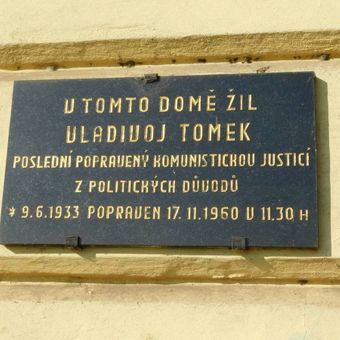 V TOMTO DOMĚ ŽIL
VLADIVOJ TOMEK
POSLEDNÍ POPRAVENÝ KOMUNISTICKOU JUSTICÍ
Z POLITICKÝCH DŮVODŮ
* 9.6.1933 POPRAVEN 17.11.1960 V 11.30 H